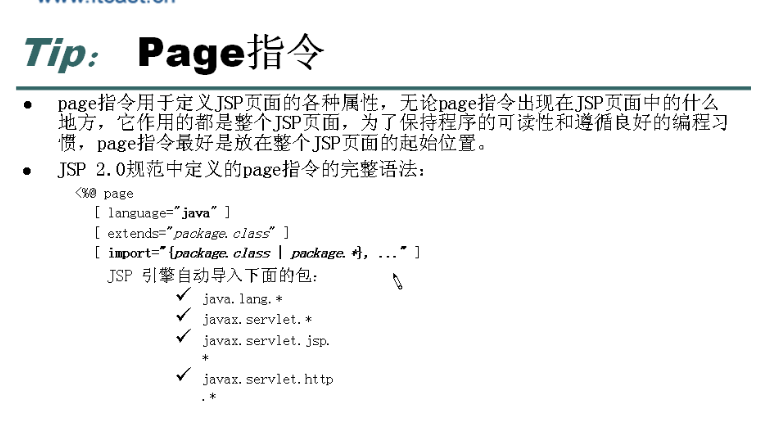 www.itcast.cn
Tip： Page指令
● page指令用于定义JSP页面的各种属性，无论page指令出现在JSP页面中的什么
地方，它作用的都是整个JSP页面，为了保持程序的可读性和遵循良好的编程习
惯，page指令最好是放在整个JSP页面的起始位置。
● JSP 2.0规范中定义的page指令的完整语法：
<%@ page
[ language="java" ]
[ extends="package.class" ]
[ import="{package.class | package.*}, ..." ]
JSP 引擎自动导入下面的包：
✓ java.lang.*
✓ javax.servlet.*
✓ javax.servlet.jsp.
*
✓ javax.servlet.http
.*